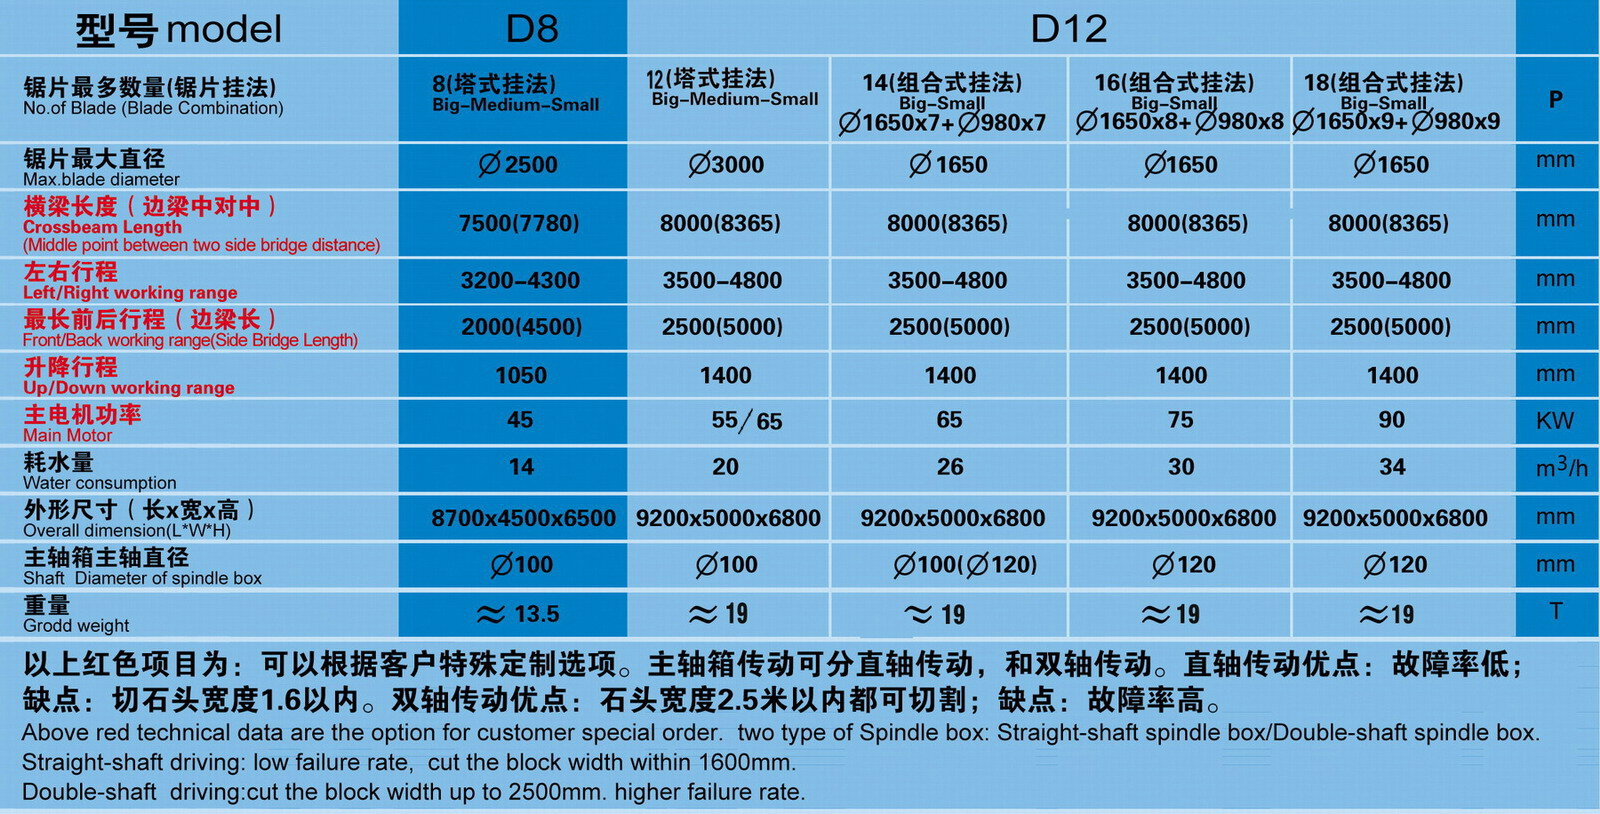 型号 model D8 D12
锯片最多数量(锯片挂法) 8(塔式挂法) 12(塔式挂法) 14(组合式挂法) 16(组合式挂法) 18(组合式挂法) P
No.of Blade (Blade Combination) Big-Medium-Small Big-Medium-Small Big-Small Big-Small Big-Small
∅1650x7+∅980x7 ∅1650x8+∅980x8 ∅1650x9+∅980x9
锯片最大直径 ∅2500 ∅3000 ∅1650 ∅1650 ∅1650 mm
Max.blade diameter
横梁长度（边梁中对中）
Crossbeam Length 7500(7780) 8000(8365) 8000(8365) 8000(8365) 8000(8365) mm
(Middle point between two side bridge distance)
左右行程 3200-4300 3500-4800 3500-4800 3500-4800 3500-4800 mm
Left/Right working range
最长前后行程（边梁长） 2000(4500) 2500(5000) 2500(5000) 2500(5000) 2500(5000) mm
Front/Back working range(Side Bridge Length)
升降行程 1050 1400 1400 1400 1400 mm
Up/Down working range
主电机功率 45 55/65 65 75 90 KW
Main Motor
耗水量 14 20 26 30 34 m³/h
Water consumption
外形尺寸（长x宽x高） 8700x4500x6500 9200x5000x6800 9200x5000x6800 9200x5000x6800 9200x5000x6800 mm
Overall dimension(L*W*H)
主轴箱主轴直径 ∅100 ∅100 ∅100(∅120) ∅120 ∅120 mm
Shaft Diameter of spindle box
重量 ≈13.5 ≈19 ≈19 ≈19 ≈19 T
Grodd weight
以上红色项目为：可以根据客户特殊定制选项。主轴箱传动可分直轴传动，和双轴传动。直轴传动优点：故障率低；
缺点：切石头宽度1.6以内。双轴传动优点：石头宽度2.5米以内都可切割；缺点：故障率高。
Above red technical data are the option for customer special order. two type of Spindle box: Straight-shaft spindle box/Double-shaft spindle box.
Straight-shaft driving: low failure rate, cut the block width within 1600mm.
Double-shaft driving:cut the block width up to 2500mm. higher failure rate.